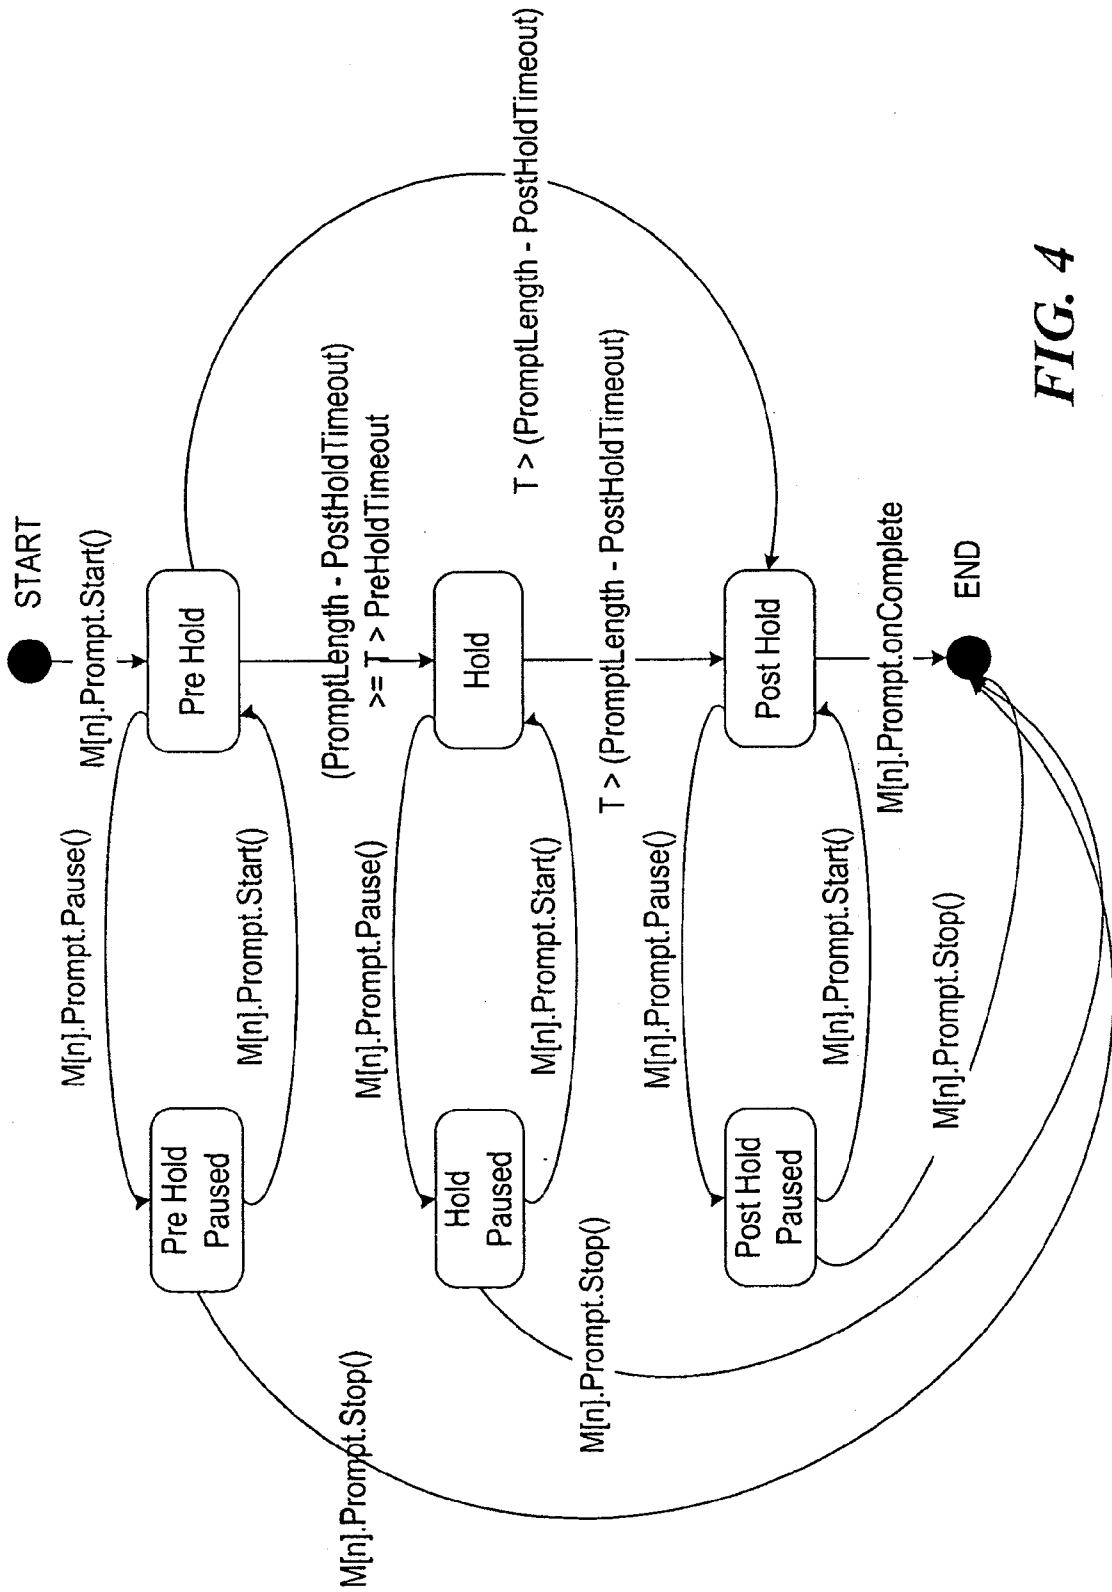 START
M[n].Prompt.Start()
Pre Hold
M[n].Prompt.Pause()
M[n].Prompt.Start()
Pre Hold
Paused
(PromptLength - PostHoldTimeout)
>= T > PreHoldTimeout
T > (PromptLength - PostHoldTimeout)
Hold
M[n].Prompt.Pause()
M[n].Prompt.Start()
Hold
Paused
M[n].Prompt.Stop()
M[n].Prompt.Stop()
T > (PromptLength - PostHoldTimeout)
Post Hold
M[n].Prompt.Pause()
M[n].Prompt.Start()
Post Hold
Paused
M[n].Prompt.Stop()
M[n].Prompt.onComplete
END
FIG. 4